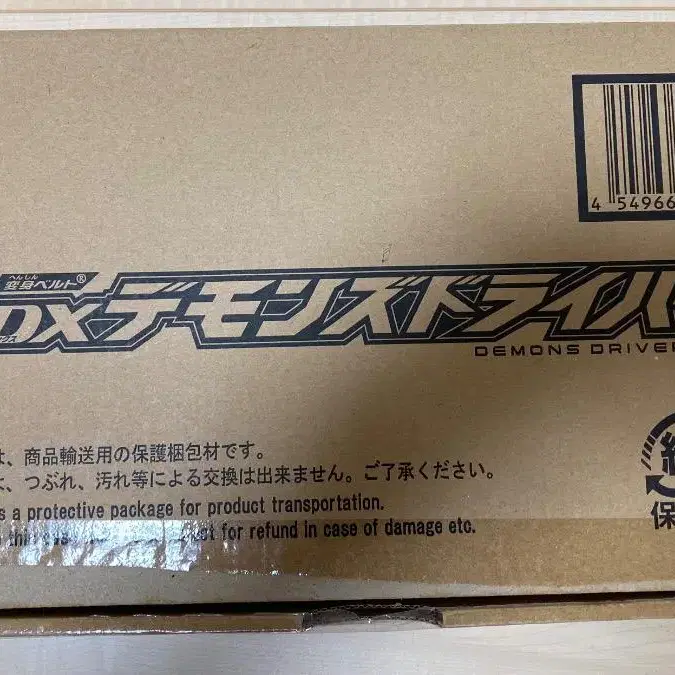 4 54966
へんしん
変身ベルト®
DXデモンズドライバ
DEMONS DRIVER
は、商品輸送用の保護梱包材です。
つぶれ、汚れ等による交換は出来ません。ご了承ください。
s a protective package for product transportation.
for refund in case of damage etc.
紙
保